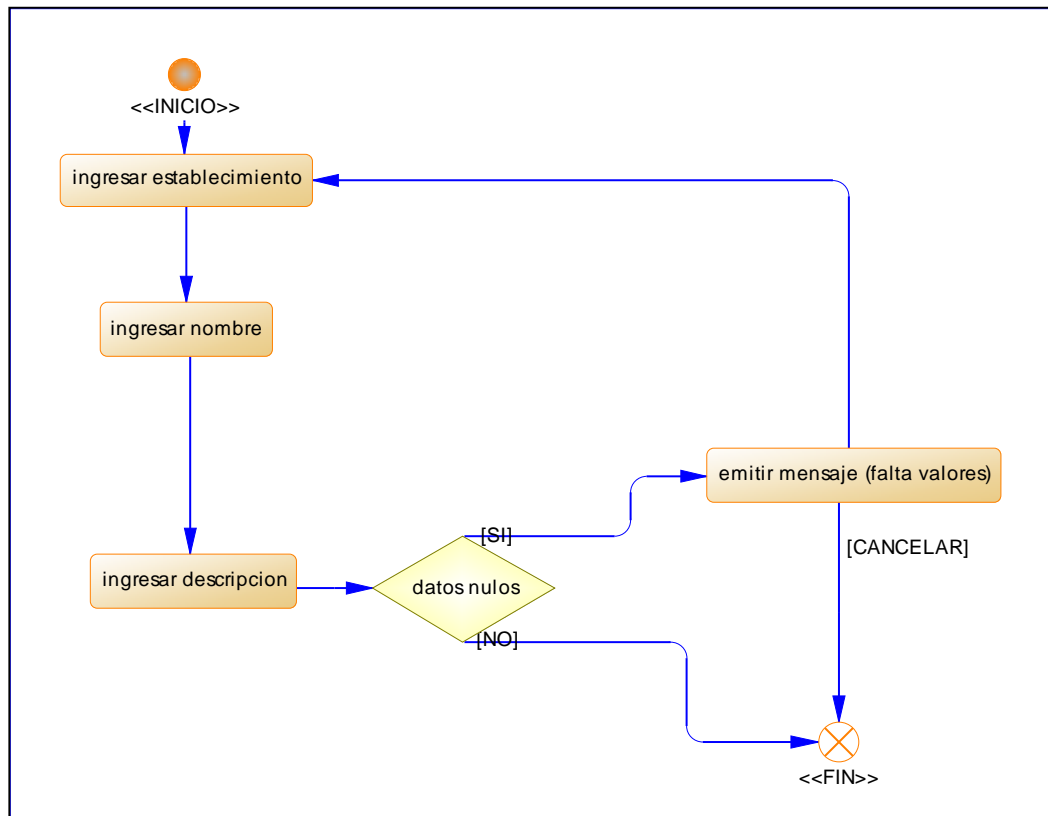 <<INICIO>>
ingresar establecimiento
ingresar nombre
emitir mensaje (falta valores)
[SI]
[CANCELAR]
ingresar descripcion
datos nulos
[NO]
<<FIN>>